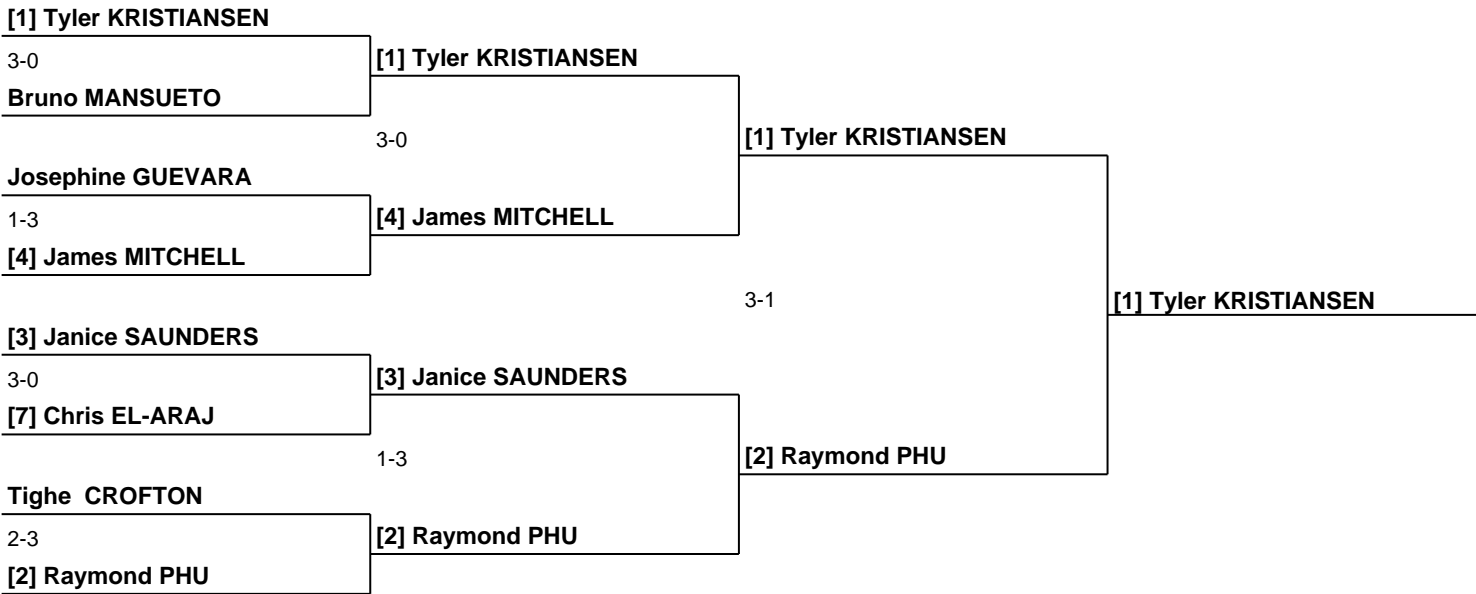 [1] Tyler KRISTIANSEN
3-0
[1] Tyler KRISTIANSEN
Bruno MANSUETO
3-0
[1] Tyler KRISTIANSEN
Josephine GUEVARA
1-3
[4] James MITCHELL
[4] James MITCHELL
3-1
[1] Tyler KRISTIANSEN
[3] Janice SAUNDERS
3-0
[3] Janice SAUNDERS
[7] Chris EL-ARAJ
1-3
[2] Raymond PHU
Tighe  CROFTON
2-3
[2] Raymond PHU
[2] Raymond PHU